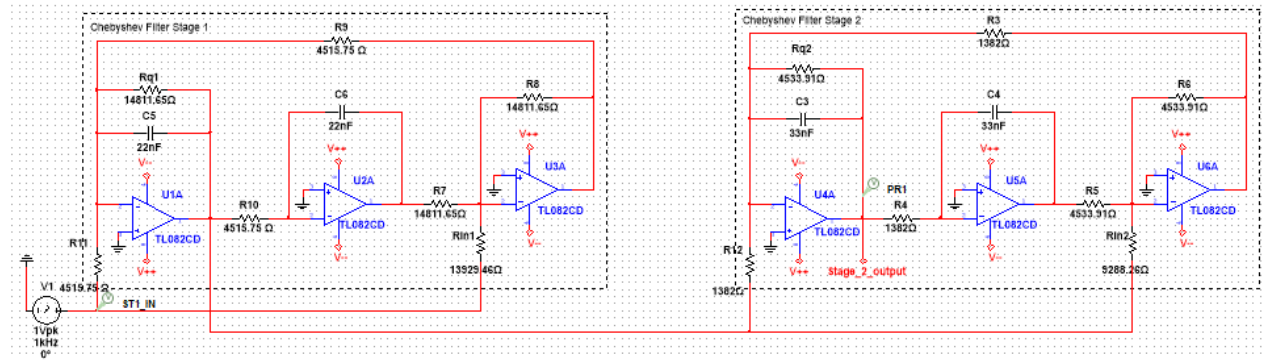 Chebyshev Filter Stage 1
R9
4515.75 Ω
Rq1
14811.65Ω
C5
22nF
C6
22nF
R8
14811.65Ω
V--
U1A
TL082CD
V++
R10
4515.75 Ω
V++
U2A
TL082CD
V--
R7
14811.65Ω
V++
U3A
TL082CD
V--
Rin1
13929.46Ω
R11
4519.75 Ω
V1
1Vpk
1kHz
0°
ST1_IN
Chebyshev Filter Stage 2
R3
1382Ω
Rq2
4533.91Ω
C3
33nF
C4
33nF
R6
4533.91Ω
V--
U4A
TL082CD
V++
PR1
R4
1382Ω
Stage_2_output
V++
U5A
TL082CD
V--
R5
4533.91Ω
V++
U6A
TL082CD
V--
Rin2
9288.26Ω
R12
1382Ω